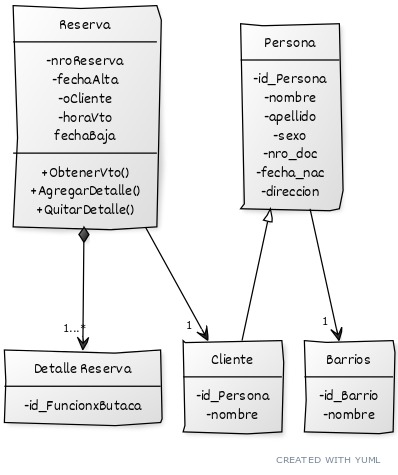 Reserva
-nroReserva
-fechaAlta
-oCliente
-horaVto
fechaBaja
+ObtenerVto()
+AgregarDetalle()
+QuitarDetalle()
Persona
-id_Persona
-nombre
-apellido
-sexo
-nro_doc
-fecha_nac
-direccion
1...*
1
1
Detalle Reserva
-id_FuncionxButaca
Cliente
-id_Persona
-nombre
Barrios
-id_Barrio
-nombre
CREATED WITH YUML